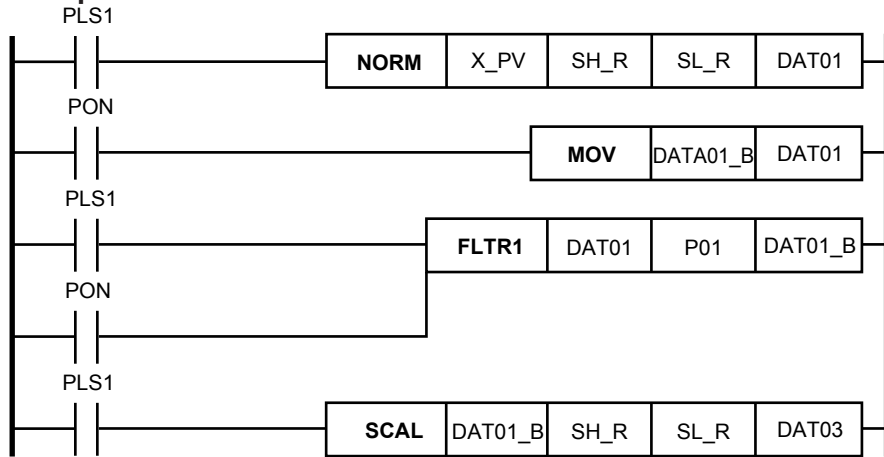 PLS1
NORM X_PV SH_R SL_R DAT01
PON
MOV DATA01_B DAT01
PLS1
FLTR1 DAT01 P01 DAT01_B
PON
PLS1
SCAL DAT01_B SH_R SL_R DAT03